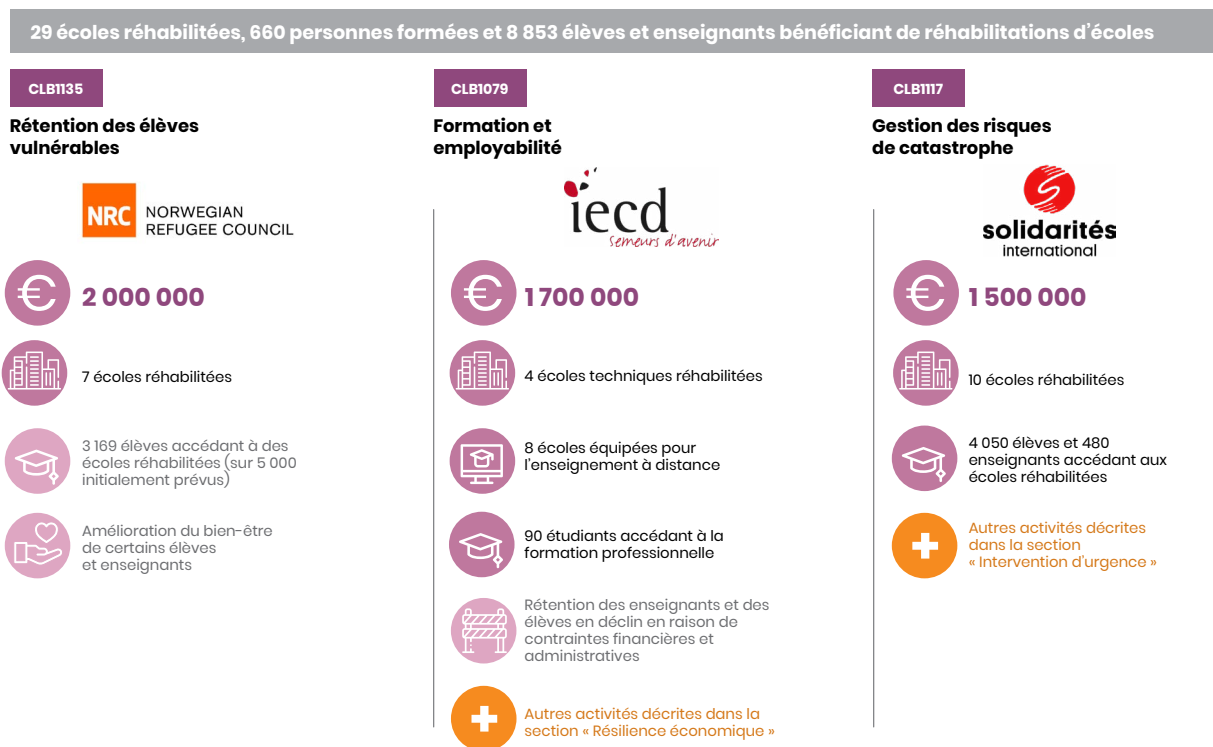 29 écoles réhabilitées, 660 personnes formées et 8 853 élèves et enseignants bénéficiant de réhabilitations d’écoles
CLB1135
Rétention des élèves
vulnérables
NRC
NORWEGIAN
REFUGEE COUNCIL
€
2 000 000
7 écoles réhabilitées
3 169 élèves accédant à des
écoles réhabilitées (sur 5 000
initialement prévus)
Amélioration du bien-être
de certains élèves
et enseignants
CLB1079
Formation et
employabilité
iecd
Semeurs d'avenir
€
1 700 000
4 écoles techniques réhabilitées
8 écoles équipées pour
l’enseignement à distance
90 étudiants accédant à la
formation professionnelle
Rétention des enseignants et des
élèves en déclin en raison de
contraintes financières et
administratives
Autres activités décrites dans la
section « Résilience économique »
CLB1117
Gestion des risques
de catastrophe
solidarités
international
€
1 500 000
10 écoles réhabilitées
4 050 élèves et 480
enseignants accédant aux
écoles réhabilitées
Autres activités décrites
dans la section
« Intervention d’urgence »